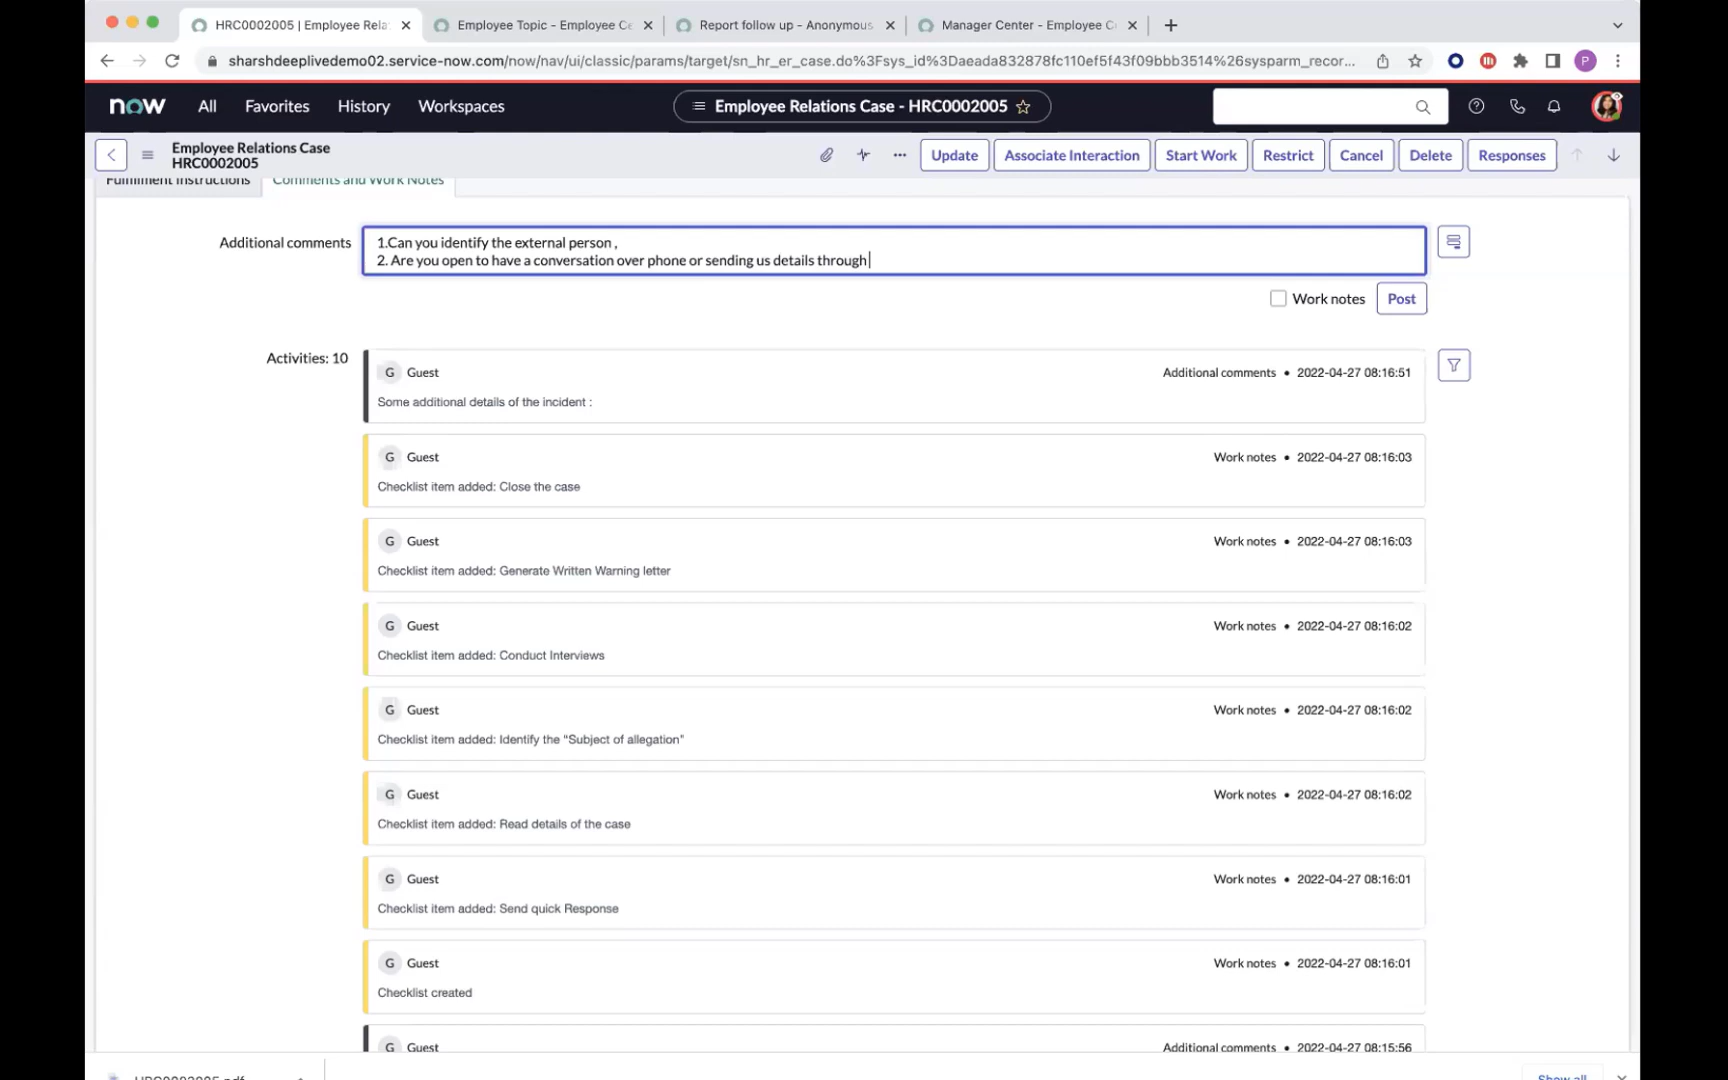 HRC0002005 | Employee Rela
Employee Topic - Employee Ce
Report follow up - Anonymous
Manager Center - Employee C
sharshdeeplivedemo02.service-now.com/now/nav/ui/classic/params/target/sn_hr_er_case.do%3Fsys_id%3Daeada832878fc110ef5f43f09bbb3514%26sysparm_recor...
P
now
All
Favorites
History
Workspaces
Employee Relations Case - HRC0002005
Employee Relations Case
HRC0002005
Update
Associate Interaction
Start Work
Restrict
Cancel
Delete
Responses
Fulfillment Instructions
Comments and Work Notes
Additional comments
1.Can you identify the external person ,
2. Are you open to have a conversation over phone or sending us details through
Work notes
Post
Activities: 10
G Guest Additional comments • 2022-04-27 08:16:51
Some additional details of the incident :
G Guest Work notes • 2022-04-27 08:16:03
Checklist item added: Close the case
G Guest Work notes • 2022-04-27 08:16:03
Checklist item added: Generate Written Warning letter
G Guest Work notes • 2022-04-27 08:16:02
Checklist item added: Conduct Interviews
G Guest Work notes • 2022-04-27 08:16:02
Checklist item added: Identify the "Subject of allegation"
G Guest Work notes • 2022-04-27 08:16:02
Checklist item added: Read details of the case
G Guest Work notes • 2022-04-27 08:16:01
Checklist item added: Send quick Response
G Guest Work notes • 2022-04-27 08:16:01
Checklist created
G Guest Additional comments • 2022-04-27 08:15:56
HRC0002005.pdf
Show all